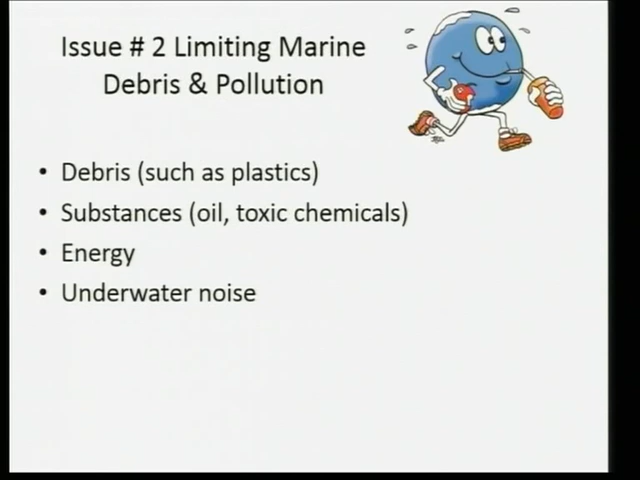 Issue # 2 Limiting Marine
Debris & Pollution
• Debris (such as plastics)
• Substances (oil, toxic chemicals)
• Energy
• Underwater noise